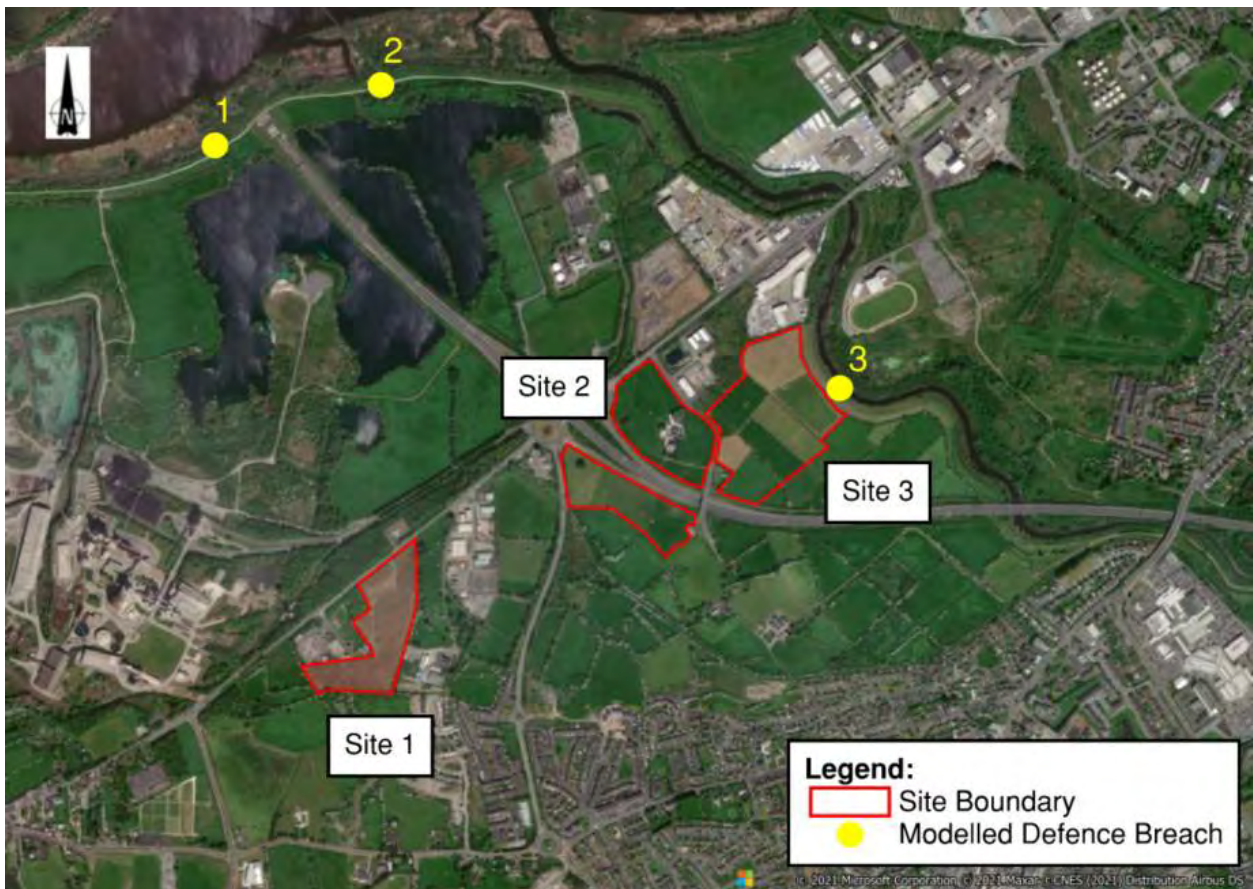 N
2
1
Site 2
3
Site 3
Site 1
Legend:
Site Boundary
Modelled Defence Breach
(c) 2021 Microsoft Corporation, © 2021 Maxar, ©CNES (2021) Distribution Airbus DS